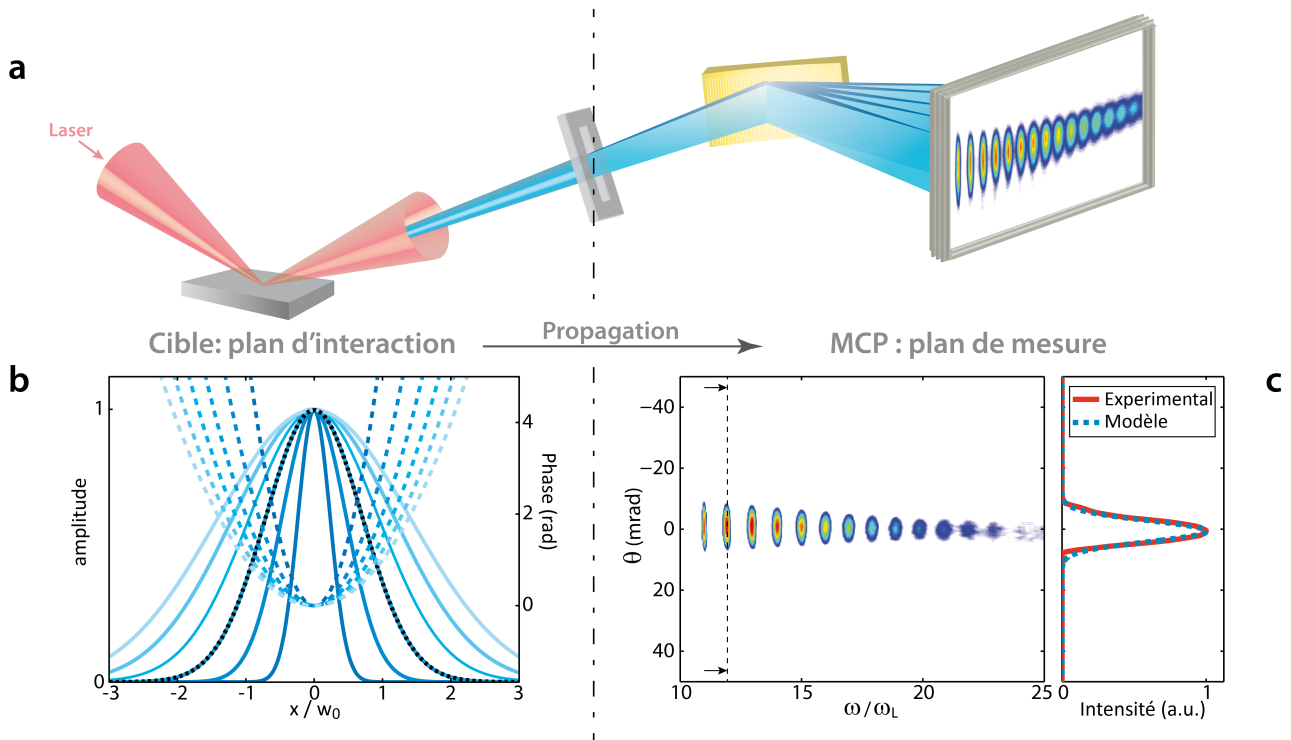 a
Laser
Cible: plan d’interaction
Propagation
MCP : plan de mesure
b
c
1
0
amplitude
4
2
0
Phase (rad)
-3 -2 -1 0 1 2 3
x / w0
−40
−20
0
20
40
θ (mrad)
10 15 20 25
ω/ωL
Experimental
Modèle
0 1
Intensité (a.u.)